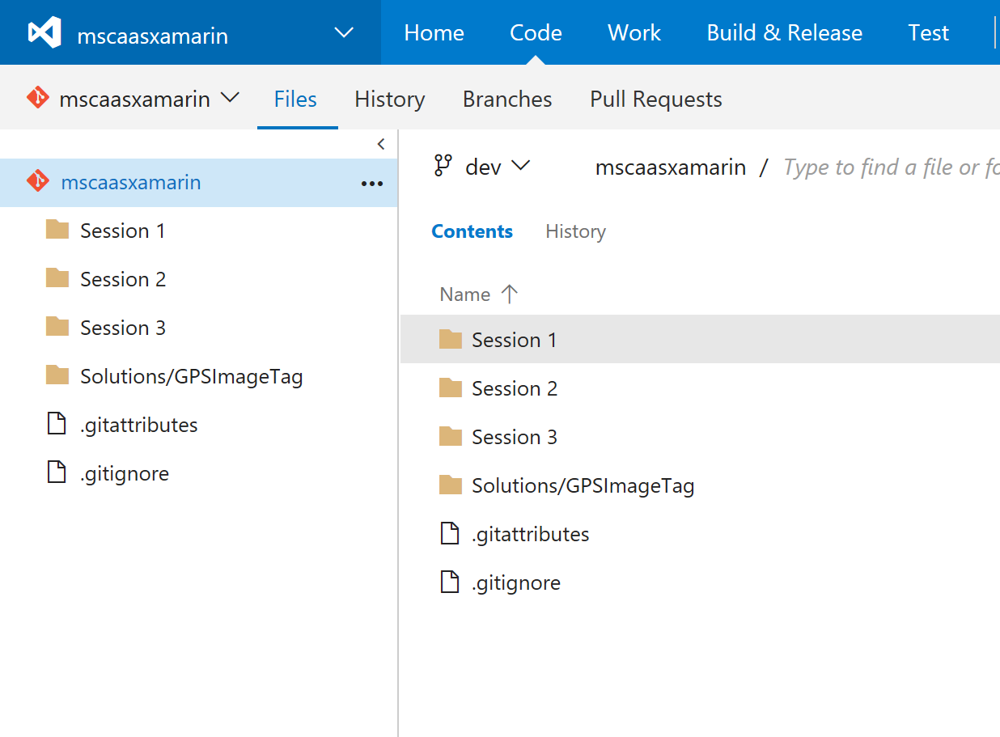 mscaasxamarin Home Code Work Build & Release Test
mscaasxamarin Files History Branches Pull Requests
mscaasxamarin
Session 1
Session 2
Session 3
Solutions/GPSImageTag
.gitattributes
.gitignore
dev mscaasxamarin / Type to find a file or fo
Contents History
Name
Session 1
Session 2
Session 3
Solutions/GPSImageTag
.gitattributes
.gitignore